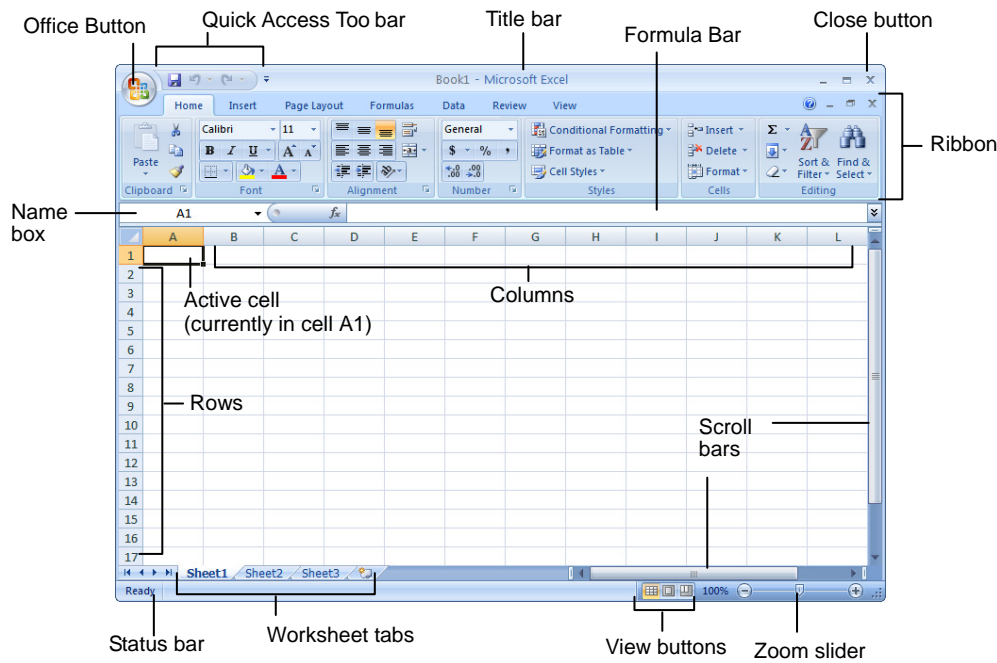 Office Button
Quick Access Too bar
Title bar
Formula Bar
Close button
Book1 - Microsoft Excel
Home Insert Page Layout Formulas Data Review View
Calibri 11 General Conditional Formatting Insert Σ
B I U A A $ % , Format as Table Delete
Paste A .0 .00 .00 .0 Cell Styles Format Sort & Filter Find & Select
Clipboard Font Alignment Number Styles Cells Editing
Ribbon
Name box
A1 fx
A B C D E F G H I J K L
1
2
3
4
5
6
7
8
9
10
11
12
13
14
15
16
17
Active cell
(currently in cell A1)
Columns
Rows
Scroll
bars
Sheet1 Sheet2 Sheet3
Ready 100%
Status bar
Worksheet tabs
View buttons
Zoom slider